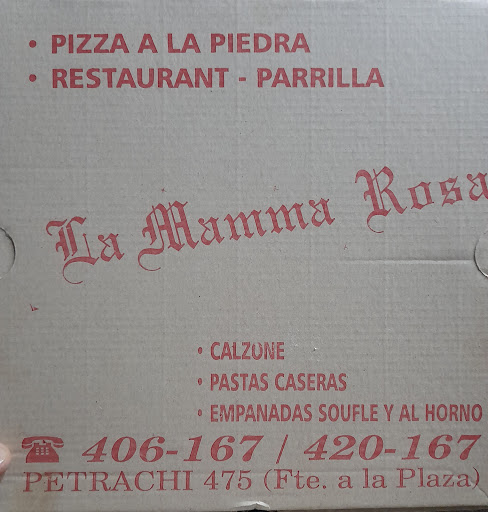 • PIZZA A LA PIEDRA
• RESTAURANT - PARRILLA
La Mamma Rosa
• CALZONE
• PASTAS CASERAS
• EMPANADAS SOUFLE Y AL HORNO
☎ 406-167 / 420-167
PETRACHI 475 (Fte. a la Plaza)